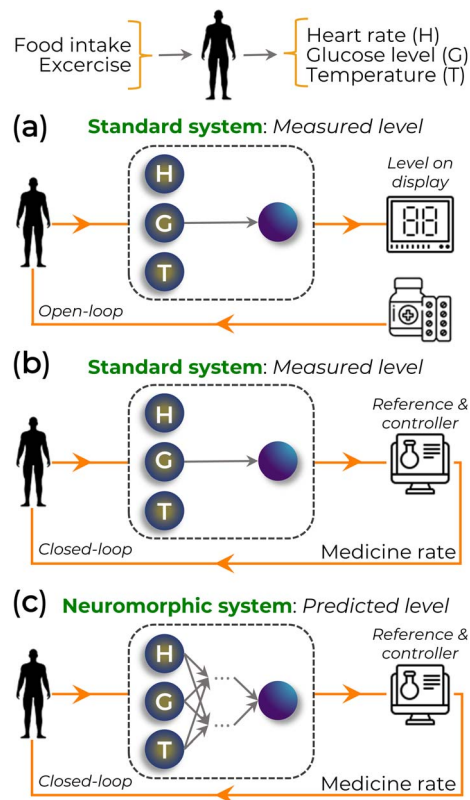 Food intake
Excercise
Heart rate (H)
Glucose level (G)
Temperature (T)
(a)
Standard system: Measured level
H
G
T
Level on
display
88
Open-loop
(b)
Standard system: Measured level
H
G
T
Reference &
controller
Closed-loop
Medicine rate
(c)
Neuromorphic system: Predicted level
H
G
T
...
...
Reference &
controller
Closed-loop
Medicine rate